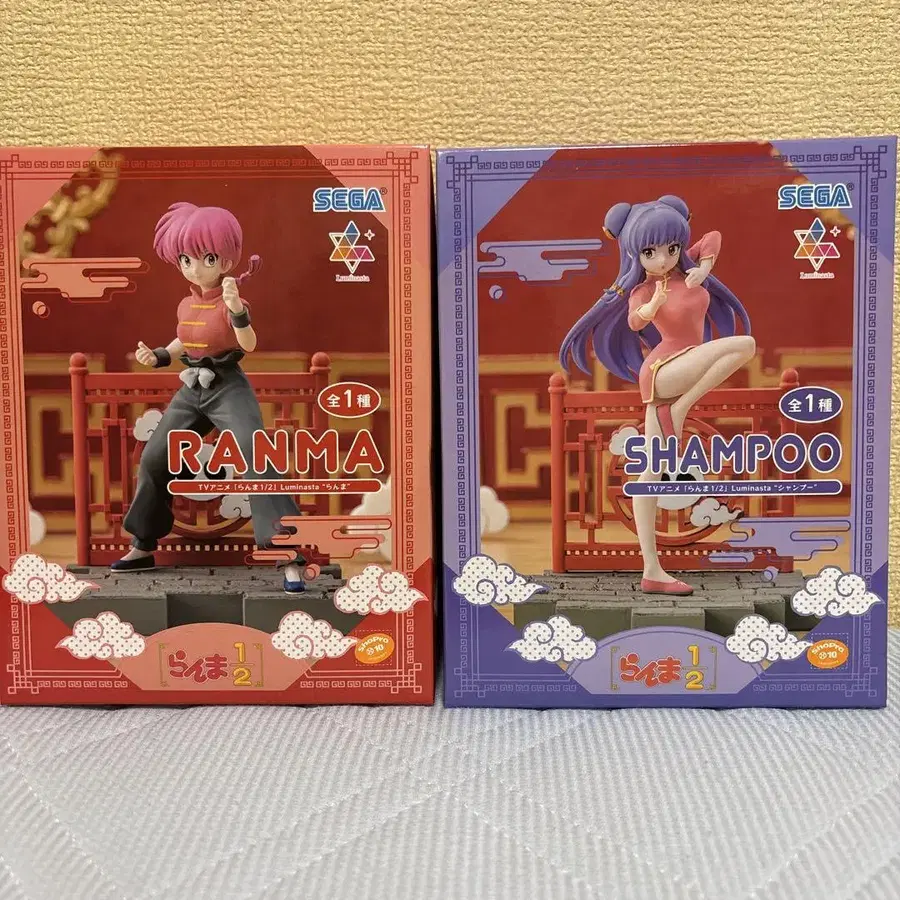 SEGA
Luminasta
全1種
RANMA
TVアニメ「らんま1/2」Luminasta "らんま"
らんま1/2
ShoPro
SEGA
Luminasta
全1種
SHAMPOO
TVアニメ「らんま1/2」Luminasta "シャンプー"
らんま1/2
ShoPro